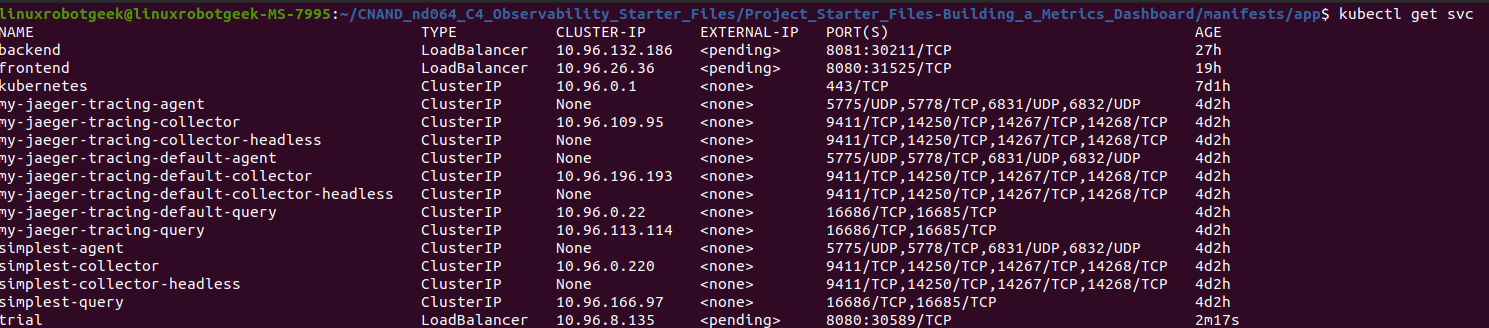 linuxrobotgeek@linuxrobotgeek-MS-7995:~/CNAND_nd064_C4_Observability_Starter_Files/Project_Starter_Files-Building_a_Metrics_Dashboard/manifests/app$ kubectl get svc
NAME TYPE CLUSTER-IP EXTERNAL-IP PORT(S) AGE
backend LoadBalancer 10.96.132.186 <pending> 8081:30211/TCP 27h
frontend LoadBalancer 10.96.26.36 <pending> 8080:31525/TCP 19h
kubernetes ClusterIP 10.96.0.1 <none> 443/TCP 7d1h
my-jaeger-tracing-agent ClusterIP None <none> 5775/UDP,5778/TCP,6831/UDP,6832/UDP 4d2h
my-jaeger-tracing-collector ClusterIP 10.96.109.95 <none> 9411/TCP,14250/TCP,14267/TCP,14268/TCP 4d2h
my-jaeger-tracing-collector-headless ClusterIP None <none> 9411/TCP,14250/TCP,14267/TCP,14268/TCP 4d2h
my-jaeger-tracing-default-agent ClusterIP None <none> 5775/UDP,5778/TCP,6831/UDP,6832/UDP 4d2h
my-jaeger-tracing-default-collector ClusterIP 10.96.196.193 <none> 9411/TCP,14250/TCP,14267/TCP,14268/TCP 4d2h
my-jaeger-tracing-default-collector-headless ClusterIP None <none> 9411/TCP,14250/TCP,14267/TCP,14268/TCP 4d2h
my-jaeger-tracing-default-query ClusterIP 10.96.0.22 <none> 16686/TCP,16685/TCP 4d2h
my-jaeger-tracing-query ClusterIP 10.96.113.114 <none> 16686/TCP,16685/TCP 4d2h
simplest-agent ClusterIP None <none> 5775/UDP,5778/TCP,6831/UDP,6832/UDP 4d2h
simplest-collector ClusterIP 10.96.0.220 <none> 9411/TCP,14250/TCP,14267/TCP,14268/TCP 4d2h
simplest-collector-headless ClusterIP None <none> 9411/TCP,14250/TCP,14267/TCP,14268/TCP 4d2h
simplest-query ClusterIP 10.96.166.97 <none> 16686/TCP,16685/TCP 4d2h
trial LoadBalancer 10.96.8.135 <pending> 8080:30589/TCP 2m17s